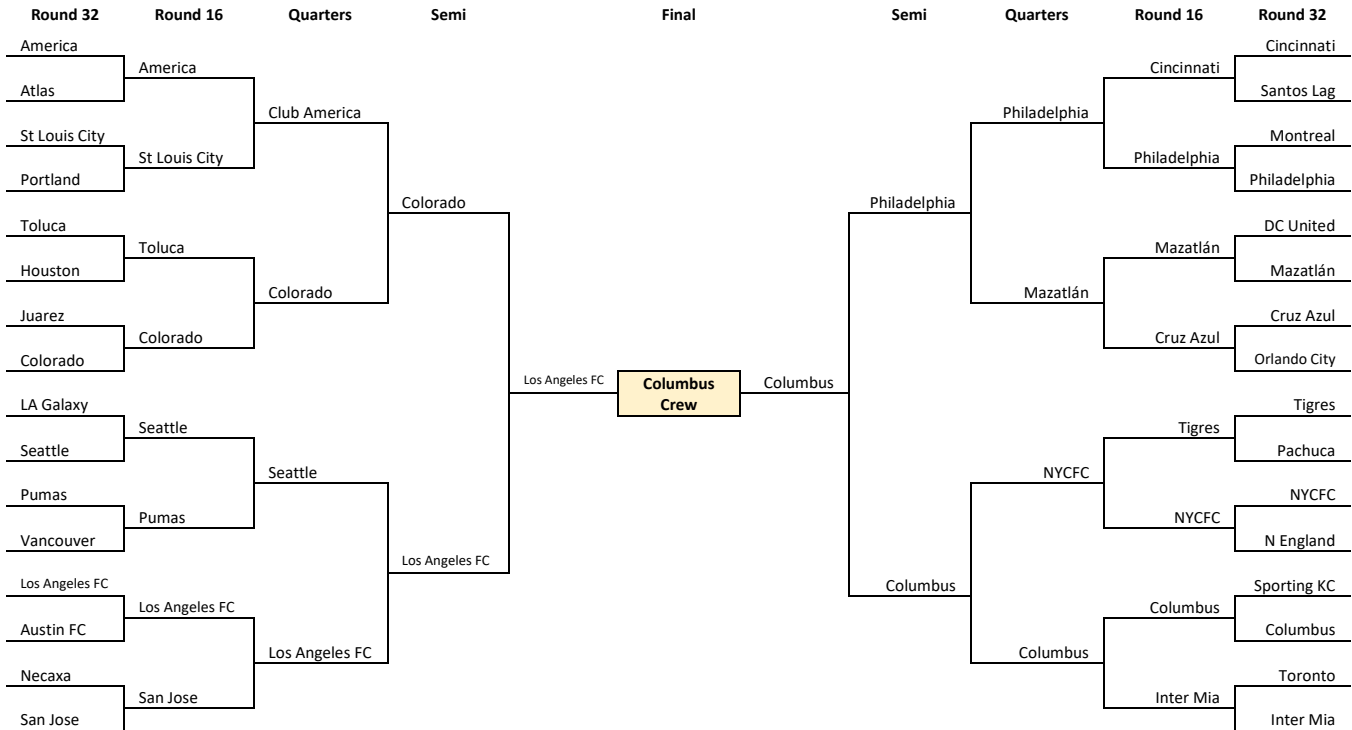 Round 32 Round 16 Quarters Semi Final Semi Quarters Round 16 Round 32
America Cincinnati
America Cincinnati
Atlas Santos Lag
Club America Philadelphia
St Louis City Montreal
St Louis City Philadelphia
Portland Philadelphia
Colorado Philadelphia
Toluca DC United
Toluca Mazatlán
Houston Mazatlán
Colorado Mazatlán
Juarez Cruz Azul
Colorado Cruz Azul
Colorado Orlando City
Los Angeles FC Columbus Columbus
Crew
LA Galaxy Tigres
Seattle Tigres
Seattle Pachuca
Seattle NYCFC
Pumas NYCFC
Pumas NYCFC
Vancouver N England
Los Angeles FC
Los Angeles FC Columbus Sporting KC
Los Angeles FC Columbus
Austin FC Columbus
Los Angeles FC Columbus
Necaxa Toronto
San Jose Inter Mia
San Jose Inter Mia